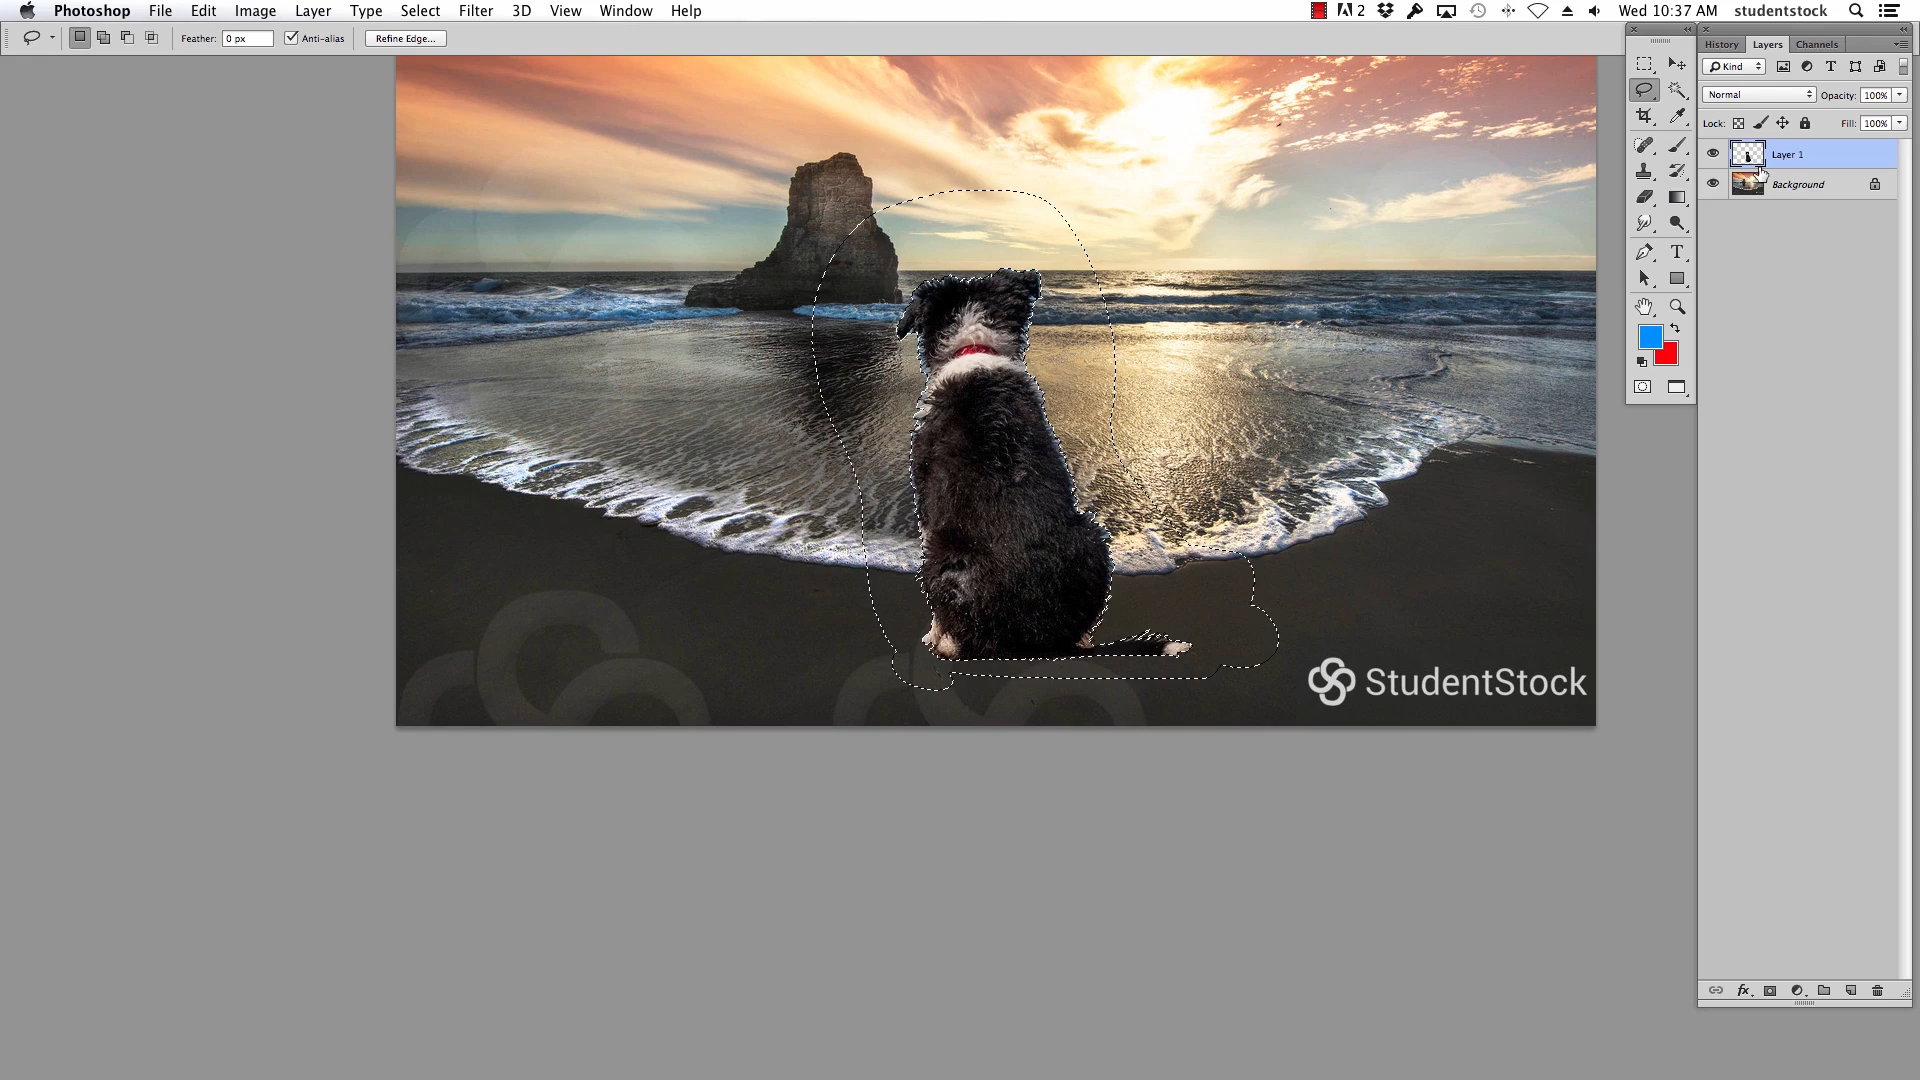 Photoshop File Edit Image Layer Type Select Filter 3D View Window Help 2 Wed 10:37 AM studentstock
Feather: 0 px Anti-alias Refine Edge...
History Layers Channels
Kind
Normal Opacity: 100%
Lock: Fill: 100%
Layer 1
Background
StudentStock